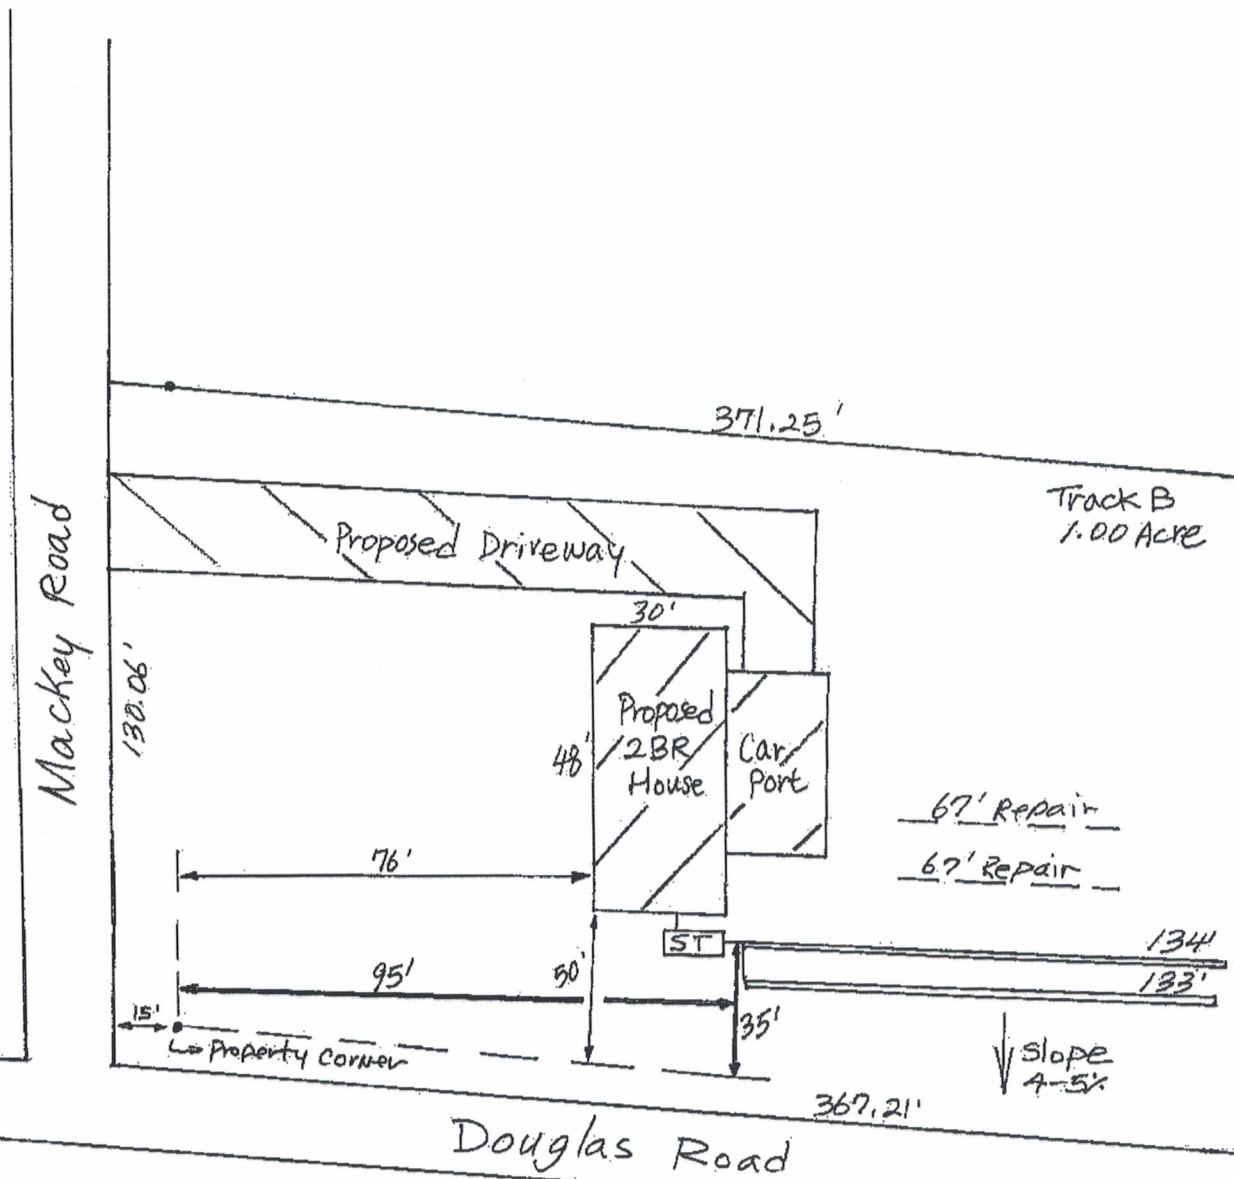 371.25'
Track B
1.00 Acre
Proposed Driveway
Mackey Road
130.06'
30'
48'
Proposed
2BR
House
Car
Port
67' Repair
67' Repair
76'
ST
134'
133'
50'
95'
35'
15'
Property corner
Slope
4-5%
367.21'
Douglas Road